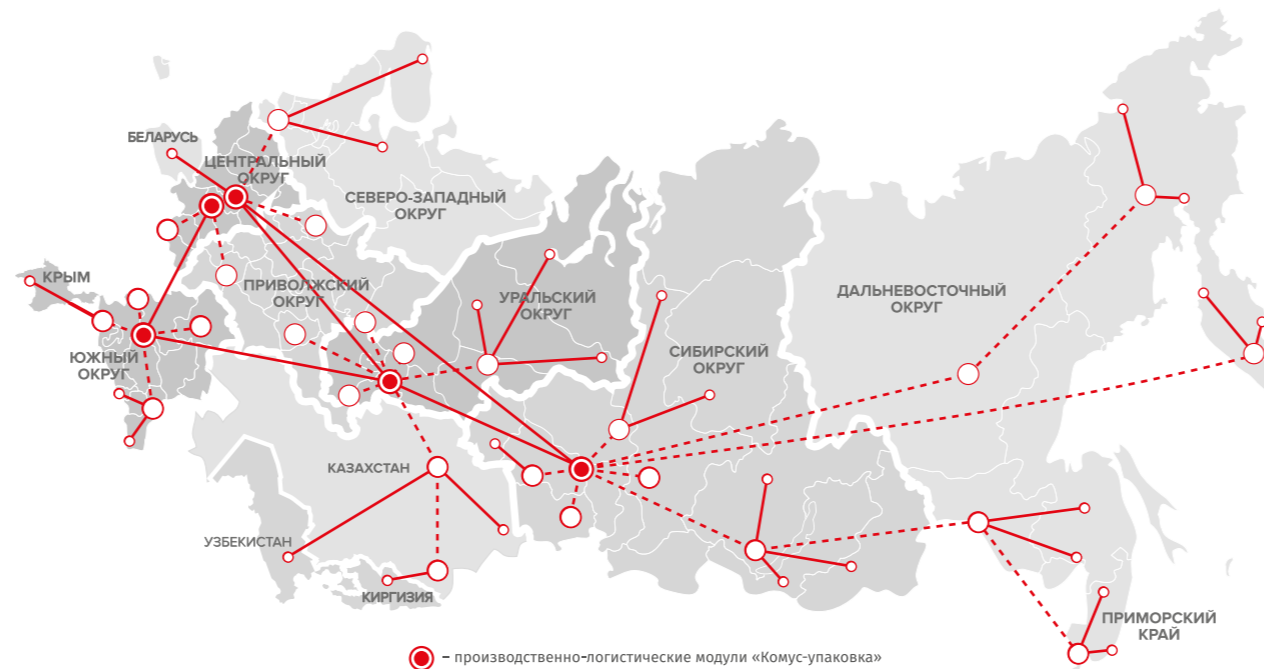 БЕЛАРУСЬ
ЦЕНТРАЛЬНЫЙ
ОКРУГ
СЕВЕРО-ЗАПАДНЫЙ
ОКРУГ
КРЫМ
ПРИВОЛЖСКИЙ
ОКРУГ
УРАЛЬСКИЙ
ОКРУГ
ДАЛЬНЕВОСТОЧНЫЙ
ОКРУГ
ЮЖНЫЙ
ОКРУГ
СИБИРСКИЙ
ОКРУГ
КАЗАХСТАН
УЗБЕКИСТАН
КИРГИЗИЯ
ПРИМОРСКИЙ
КРАЙ
– производственно-логистические модули «Комус-упаковка»